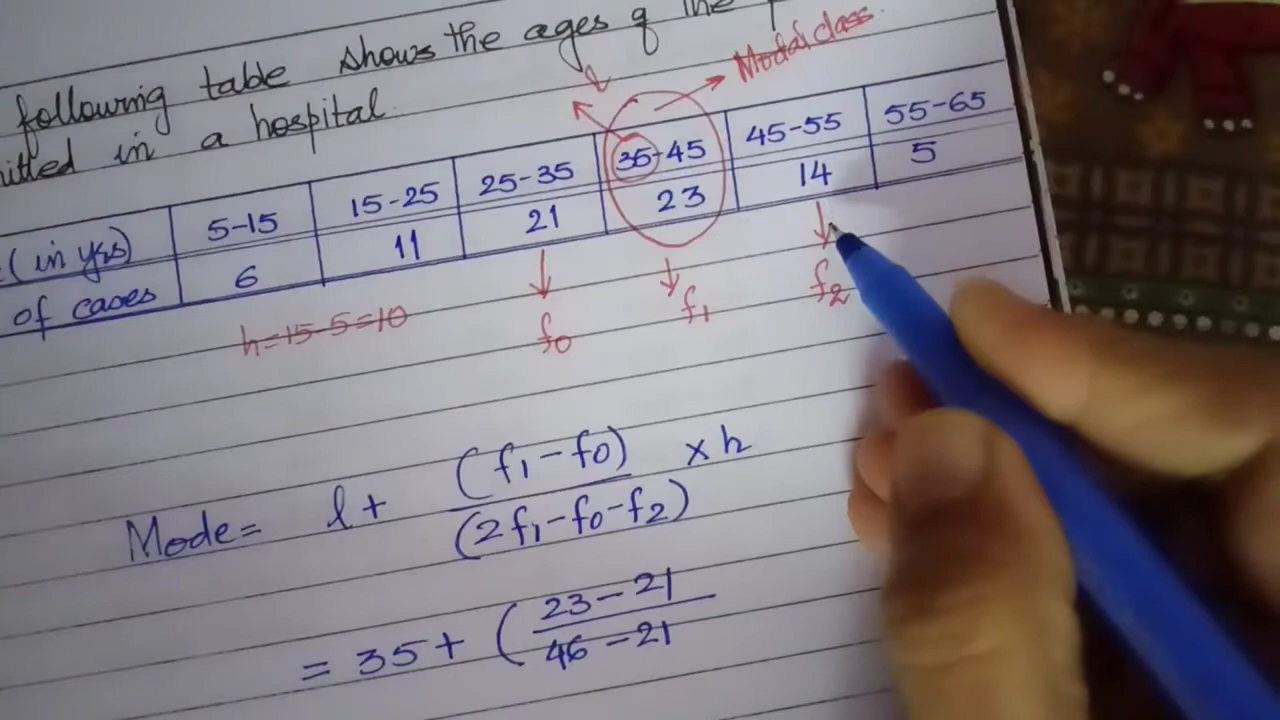 following table shows the ages of the
in a hospital.
l
Modal class
(in yrs) 5-15 15-25 25-35 35-45 45-55 55-65
of cases 6 11 21 23 14 5
h=15-5=10 f0 f1 f2
Mode= l + (f1-f0) / (2f1-f0-f2) × h
= 35 + ( 23-21 / 46-21